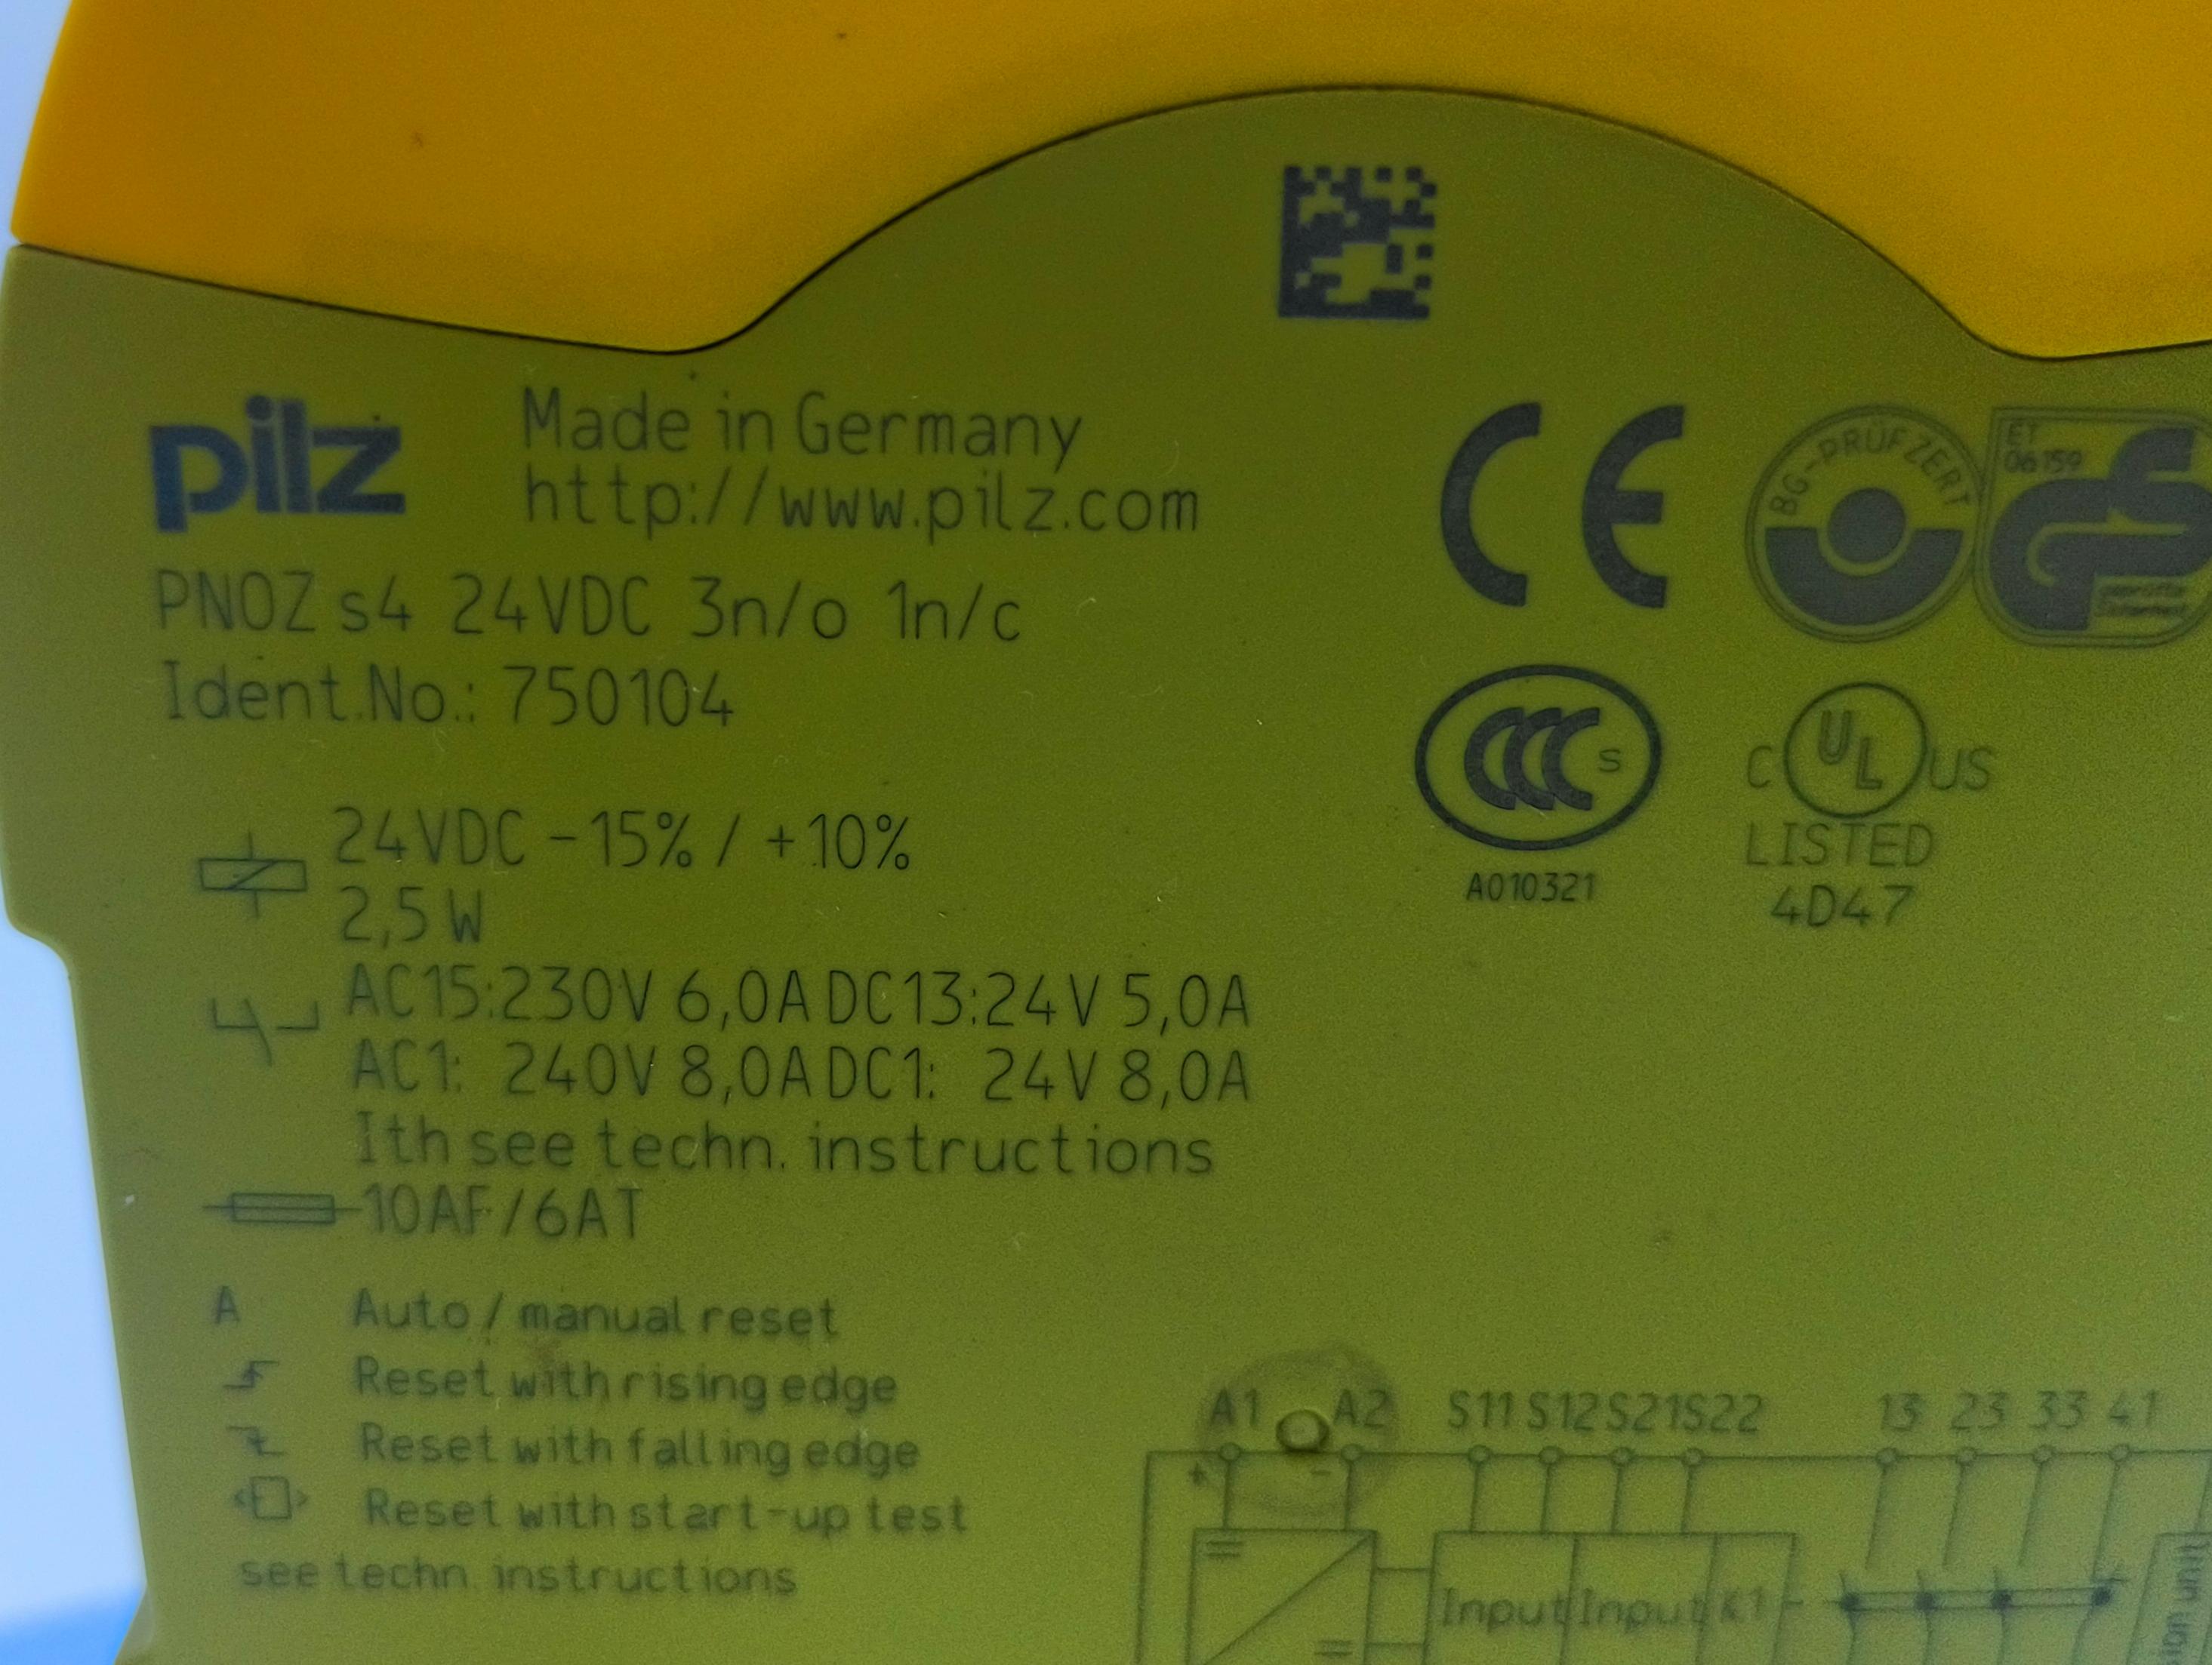 pilz
Made in Germany
http://www.pilz.com
PNOZ s4 24VDC 3n/o 1n/c
Ident.No.: 750104
CE
BG-PRÜFZERT
ET
06159
geprüfte
Sicherheit
CCC S
A010321
C UL US
LISTED
4D47
24VDC -15% / +10%
2,5 W
AC15:230V 6,0A DC13:24V 5,0A
AC1: 240V 8,0A DC1: 24V 8,0A
Ith see techn. instructions
10AF/6AT
A Auto / manual reset
Reset with rising edge
Reset with falling edge
Reset with start-up test
see techn. instructions
A1 A2 S11 S12 S21 S22 13 23 33 41
+ -
Input Input K1
unit